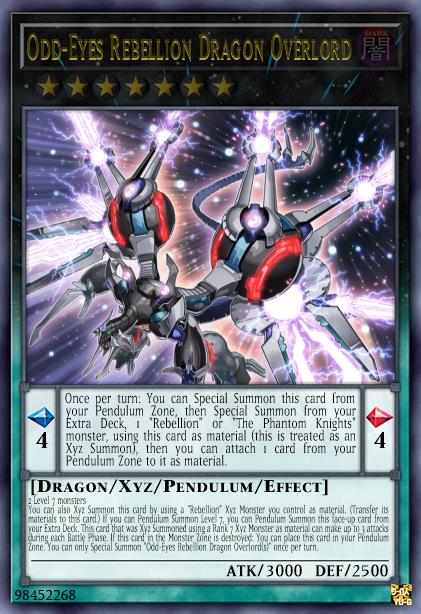 ODD-EYES REBELLION DRAGON OVERLORD
DARK
闇
Once per turn: You can Special Summon this card from
your Pendulum Zone, then Special Summon from your
Extra Deck, 1 "Rebellion" or "The Phantom Knights"
monster, using this card as material (this is treated as an
Xyz Summon), then you can attach 1 card from your
Pendulum Zone to it as material.
4
4
[DRAGON/XYZ/PENDULUM/EFFECT]
2 Level 7 monsters
You can also Xyz Summon this card by using a "Rebellion" Xyz Monster you control as material. (Transfer its
materials to this card.) If you can Pendulum Summon Level 7, you can Pendulum Summon this face-up card from
your Extra Deck. This card that was Xyz Summoned using a Rank 7 Xyz Monster as material can make up to 3 attacks
during each Battle Phase. If this card in the Monster Zone is destroyed: You can place this card in your Pendulum
Zone. You can only Special Summon "Odd-Eyes Rebellion Dragon Overlord(s)" once per turn.
ATK/3000 DEF/2500
98452268